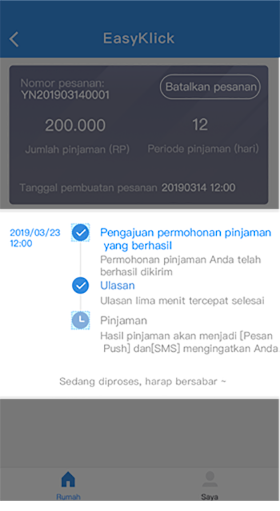 EasyKlick
Nomor pesanan:
YN201903140001
Batalkan pesanan
200.000
12
Jumlah pinjaman (RP)
Periode pinjaman (hari)
Tanggal pembuatan pesanan 20190314 12:00
2019/03/23
12:00
Pengajuan permohonan pinjaman
yang berhasil
Permohonan pinjaman Anda telah
berhasil dikirim
Ulasan
Ulasan lima menit tercepat selesai
Pinjaman
Hasil pinjaman akan menjadi [Pesan
Push] dan[SMS] mengingatkan Anda
Sedang diproses, harap bersabar ~
Rumah
Saya